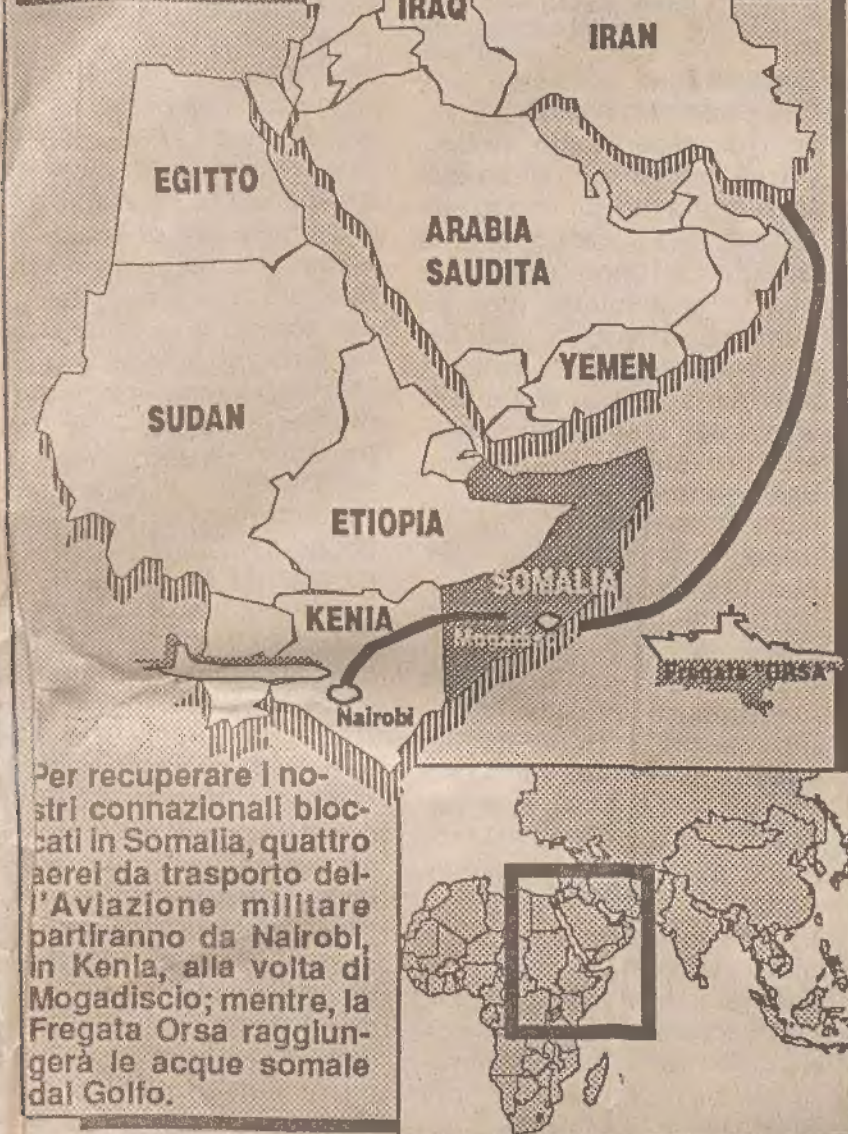 IRAQ
IRAN
EGITTO
ARABIA
SAUDITA
YEMEN
SUDAN
ETIOPIA
SOMALIA
KENIA
Mogadiscio
Fregata "ORSA"
Nairobi
Per recuperare i no-
stri connazionali bloc-
cati in Somalia, quattro
aerei da trasporto del-
l'Aviazione militare
partiranno da Nairobi,
in Kenia, alla volta di
Mogadiscio; mentre, la
Fregata Orsa raggiun-
gerà le acque somale
dal Golfo.